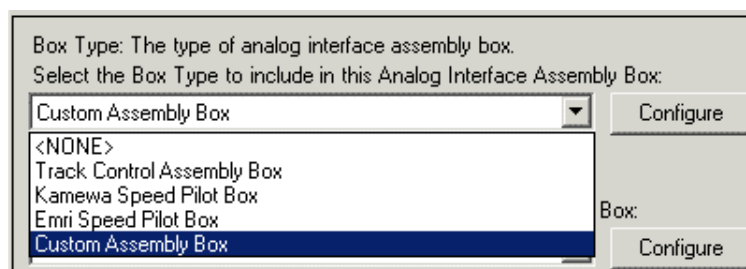 Box Type: The type of analog interface assembly box.
Select the Box Type to include in this Analog Interface Assembly Box:
Custom Assembly Box Configure
<NONE>
Track Control Assembly Box
Kamewa Speed Pilot Box
Emri Speed Pilot Box
Box:
Custom Assembly Box Configure